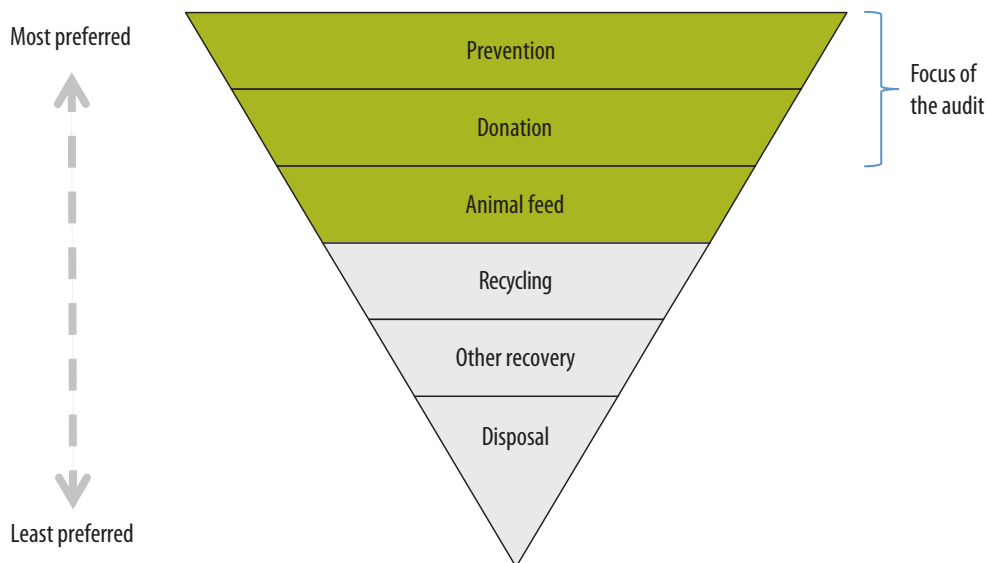 Most preferred
Prevention
Focus of
the audit
Donation
Animal feed
Recycling
Other recovery
Disposal
Least preferred